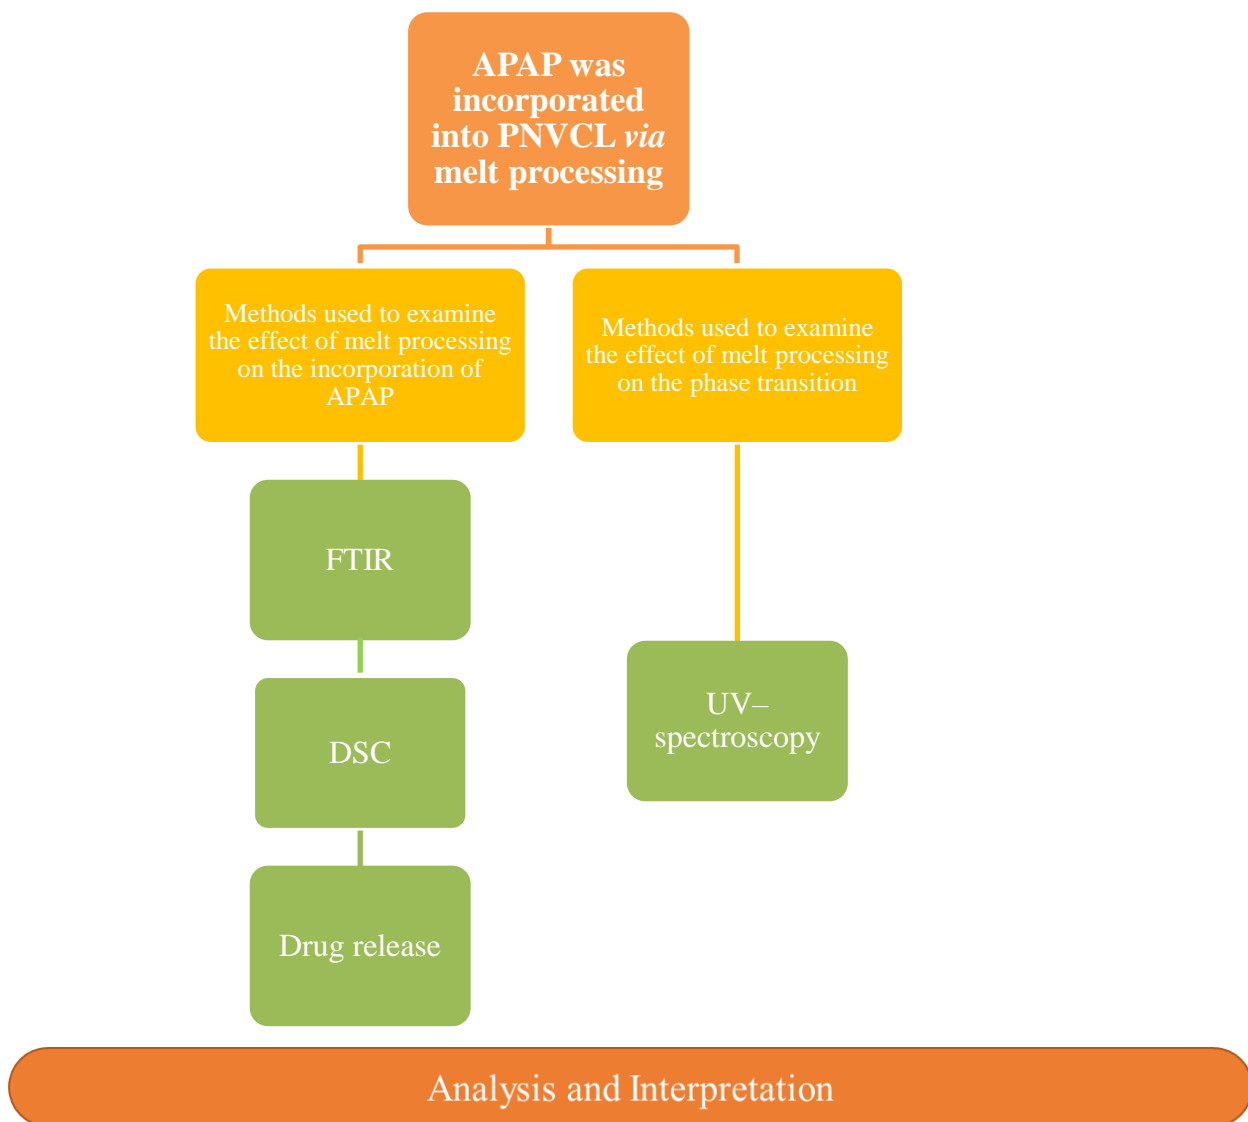 APAP was
incorporated
into PNVCL via
melt processing
Methods used to examine
the effect of melt processing
on the incorporation of
APAP
Methods used to examine
the effect of melt processing
on the phase transition
FTIR
DSC
Drug release
UV–
spectroscopy
Analysis and Interpretation